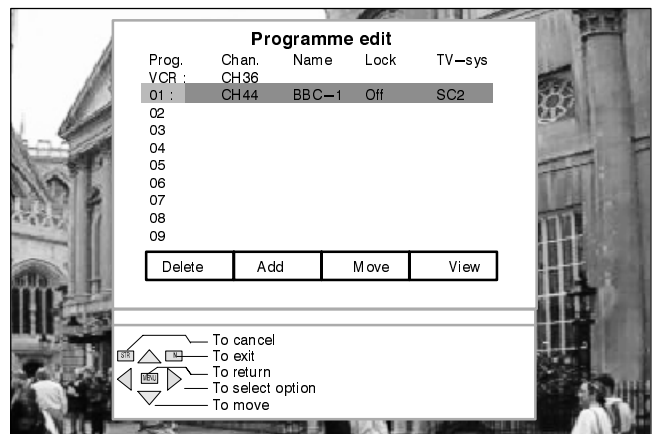 Programme edit
Prog. Chan. Name Lock TV–sys
VCR : CH36
01 : CH44 BBC–1 Off SC2
02
03
04
05
06
07
08
09
Delete Add Move View
To cancel
STR N To exit
MENU To return
To select option
To move